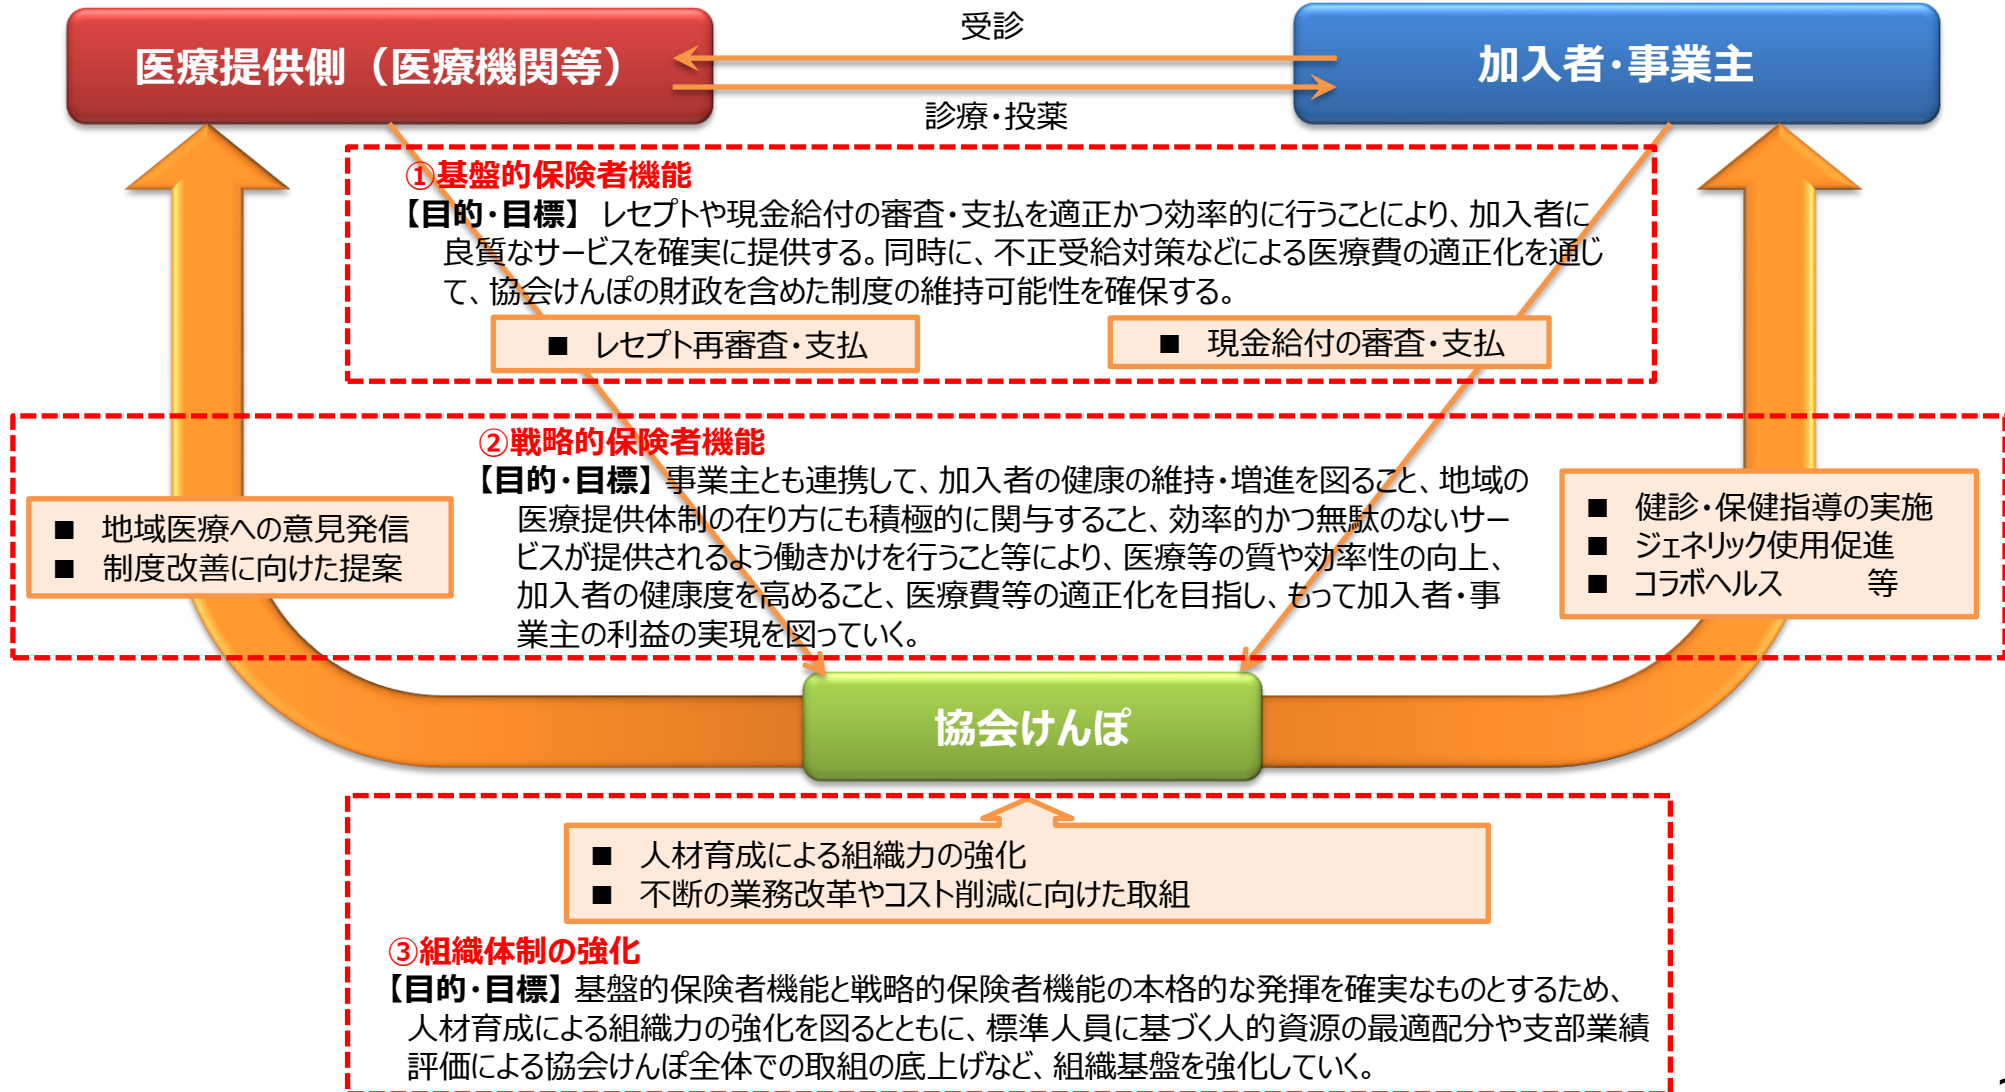 医療提供側（医療機関等）
受診
診療・投薬
加入者・事業主
①基盤的保険者機能
【目的・目標】 レセプトや現金給付の審査・支払を適正かつ効率的に行うことにより、加入者に
良質なサービスを確実に提供する。同時に、不正受給対策などによる医療費の適正化を通じ
て、協会けんぽの財政を含めた制度の維持可能性を確保する。
■ レセプト再審査・支払
■ 現金給付の審査・支払
②戦略的保険者機能
【目的・目標】事業主とも連携して、加入者の健康の維持・増進を図ること、地域の
医療提供体制の在り方にも積極的に関与すること、効率的かつ無駄のないサー
ビスが提供されるよう働きかけを行うこと等により、医療等の質や効率性の向上、
加入者の健康度を高めること、医療費等の適正化を目指し、もって加入者・事
業主の利益の実現を図っていく。
■ 地域医療への意見発信
■ 制度改善に向けた提案
■ 健診・保健指導の実施
■ ジェネリック使用促進
■ コラボヘルス 等
協会けんぽ
■ 人材育成による組織力の強化
■ 不断の業務改革やコスト削減に向けた取組
③組織体制の強化
【目的・目標】基盤的保険者機能と戦略的保険者機能の本格的な発揮を確実なものとするため、
人材育成による組織力の強化を図るとともに、標準人員に基づく人的資源の最適配分や支部業績
評価による協会けんぽ全体での取組の底上げなど、組織基盤を強化していく。